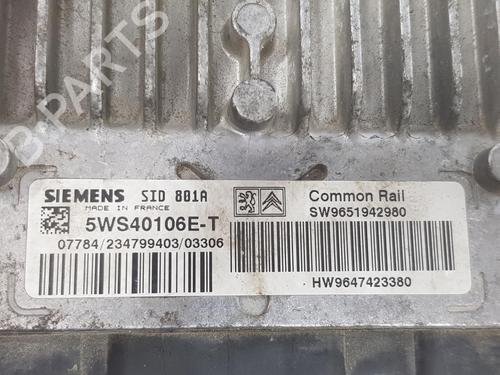 SIEMENS SID 801A
MADE IN FRANCE
5WS40106E-T
07784/234799403/03306
Common Rail
SW9651942980
HW9647423380
B-PARTS